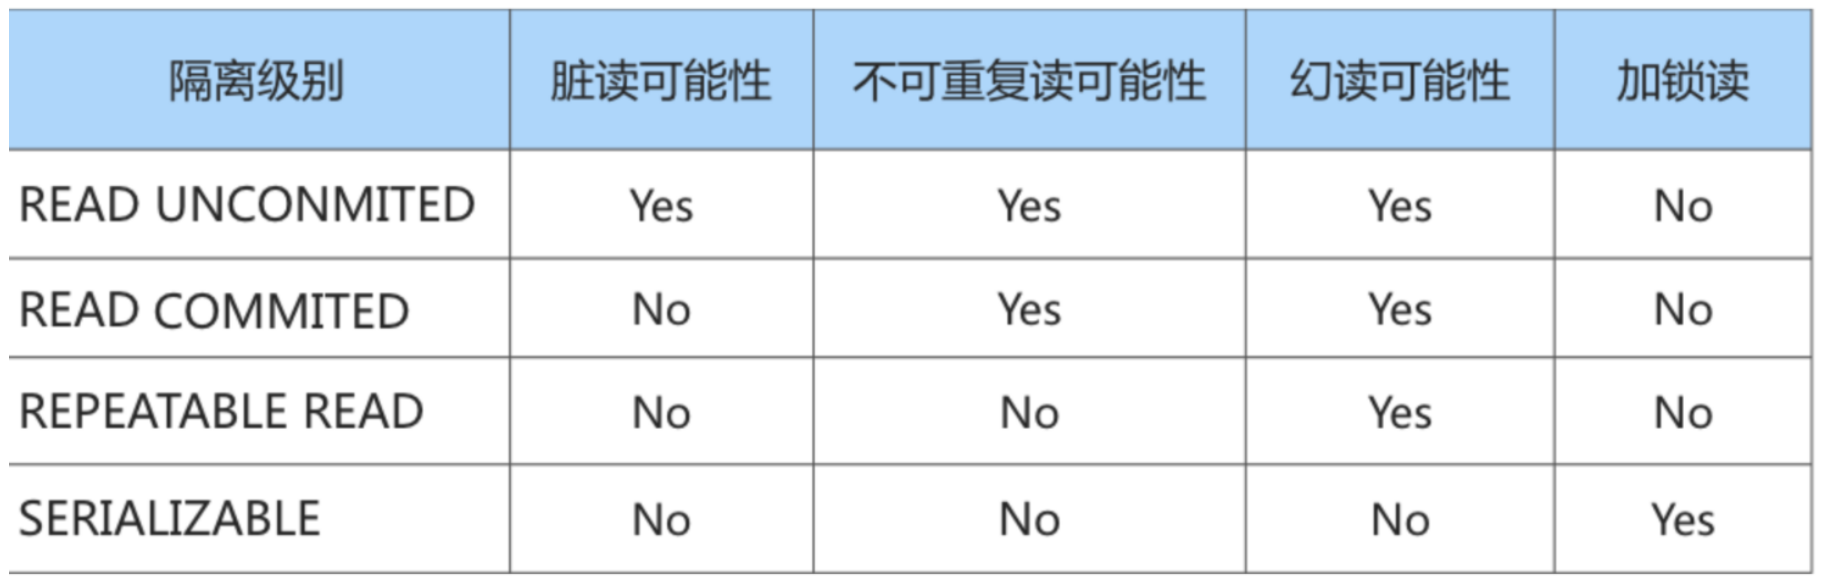 隔离级别 脏读可能性 不可重复读可能性 幻读可能性 加锁读
READ UNCONMITED Yes Yes Yes No
READ COMMITED No Yes Yes No
REPEATABLE READ No No Yes No
SERIALIZABLE No No No Yes